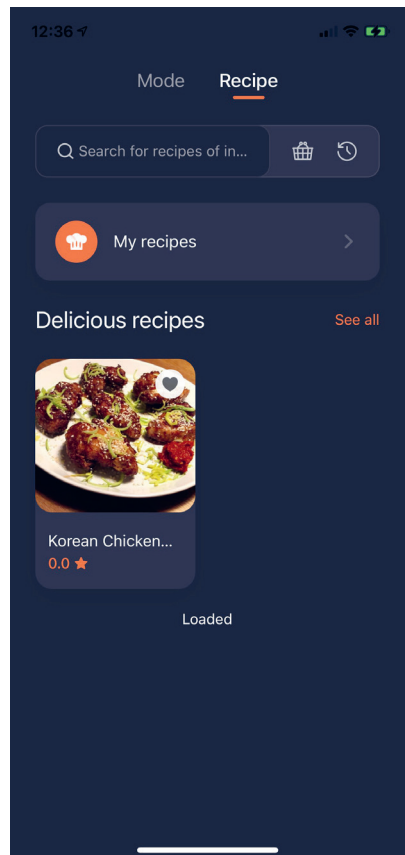 12:36
Mode Recipe
Search for recipes of in...
My recipes
Delicious recipes See all
Korean Chicken...
0.0
Loaded